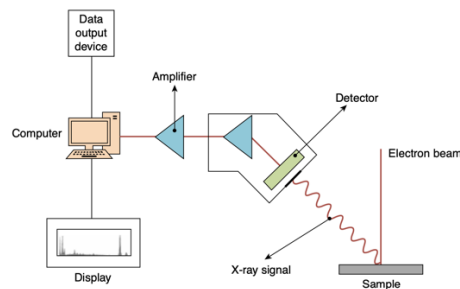 Data
output
device
Amplifier
Detector
Computer
Electron beam
X-ray signal
Display
Sample